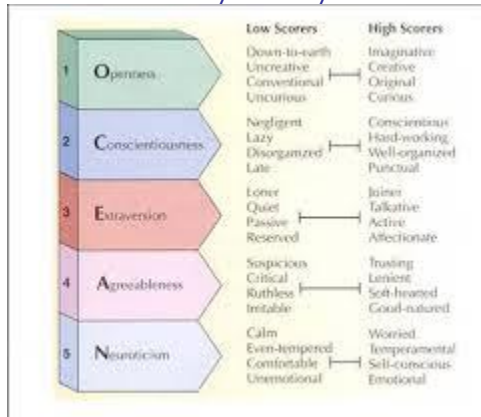 Low Scorers High Scorers
1 Openness
Down-to-earth Imaginative
Uncreative Creative
Conventional Original
Uncurious Curious
2 Conscientiousness
Negligent Conscientious
Lazy Hard-working
Disorganized Well-organized
Late Punctual
3 Extraversion
Loner Joiner
Quiet Talkative
Passive Active
Reserved Affectionate
4 Agreeableness
Suspicious Trusting
Critical Lenient
Ruthless Soft-hearted
Irritable Good-natured
5 Neuroticism
Calm Worried
Even-tempered Temperamental
Comfortable Self-conscious
Unemotional Emotional